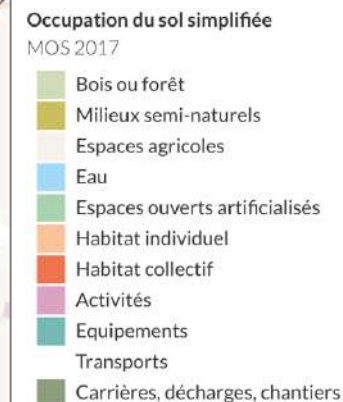 Occupation du sol simplifiée
MOS 2017
Bois ou forêt
Milieux semi-naturels
Espaces agricoles
Eau
Espaces ouverts artificialisés
Habitat individuel
Habitat collectif
Activités
Equipements
Transports
Carrières, décharges, chantiers